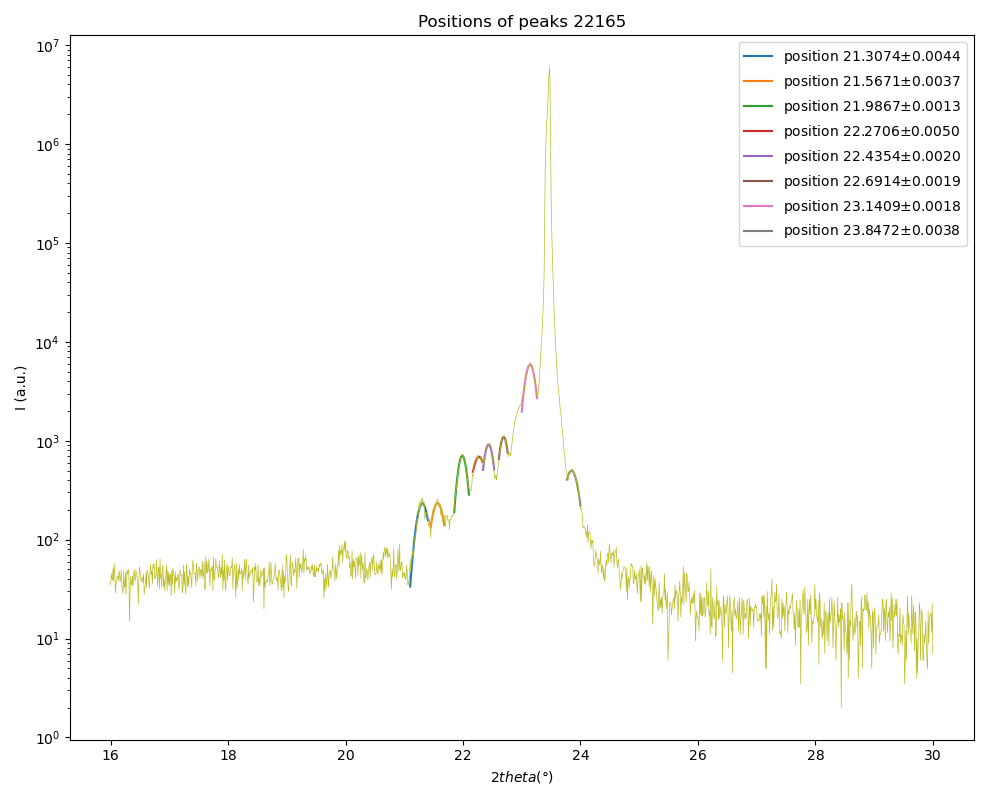 Positions of peaks 22165
position 21.3074±0.0044
position 21.5671±0.0037
position 21.9867±0.0013
position 22.2706±0.0050
position 22.4354±0.0020
position 22.6914±0.0019
position 23.1409±0.0018
position 23.8472±0.0038
I (a.u.)
10⁷
10⁶
10⁵
10⁴
10³
10²
10¹
10⁰
16 18 20 22 24 26 28 30
2theta(°)